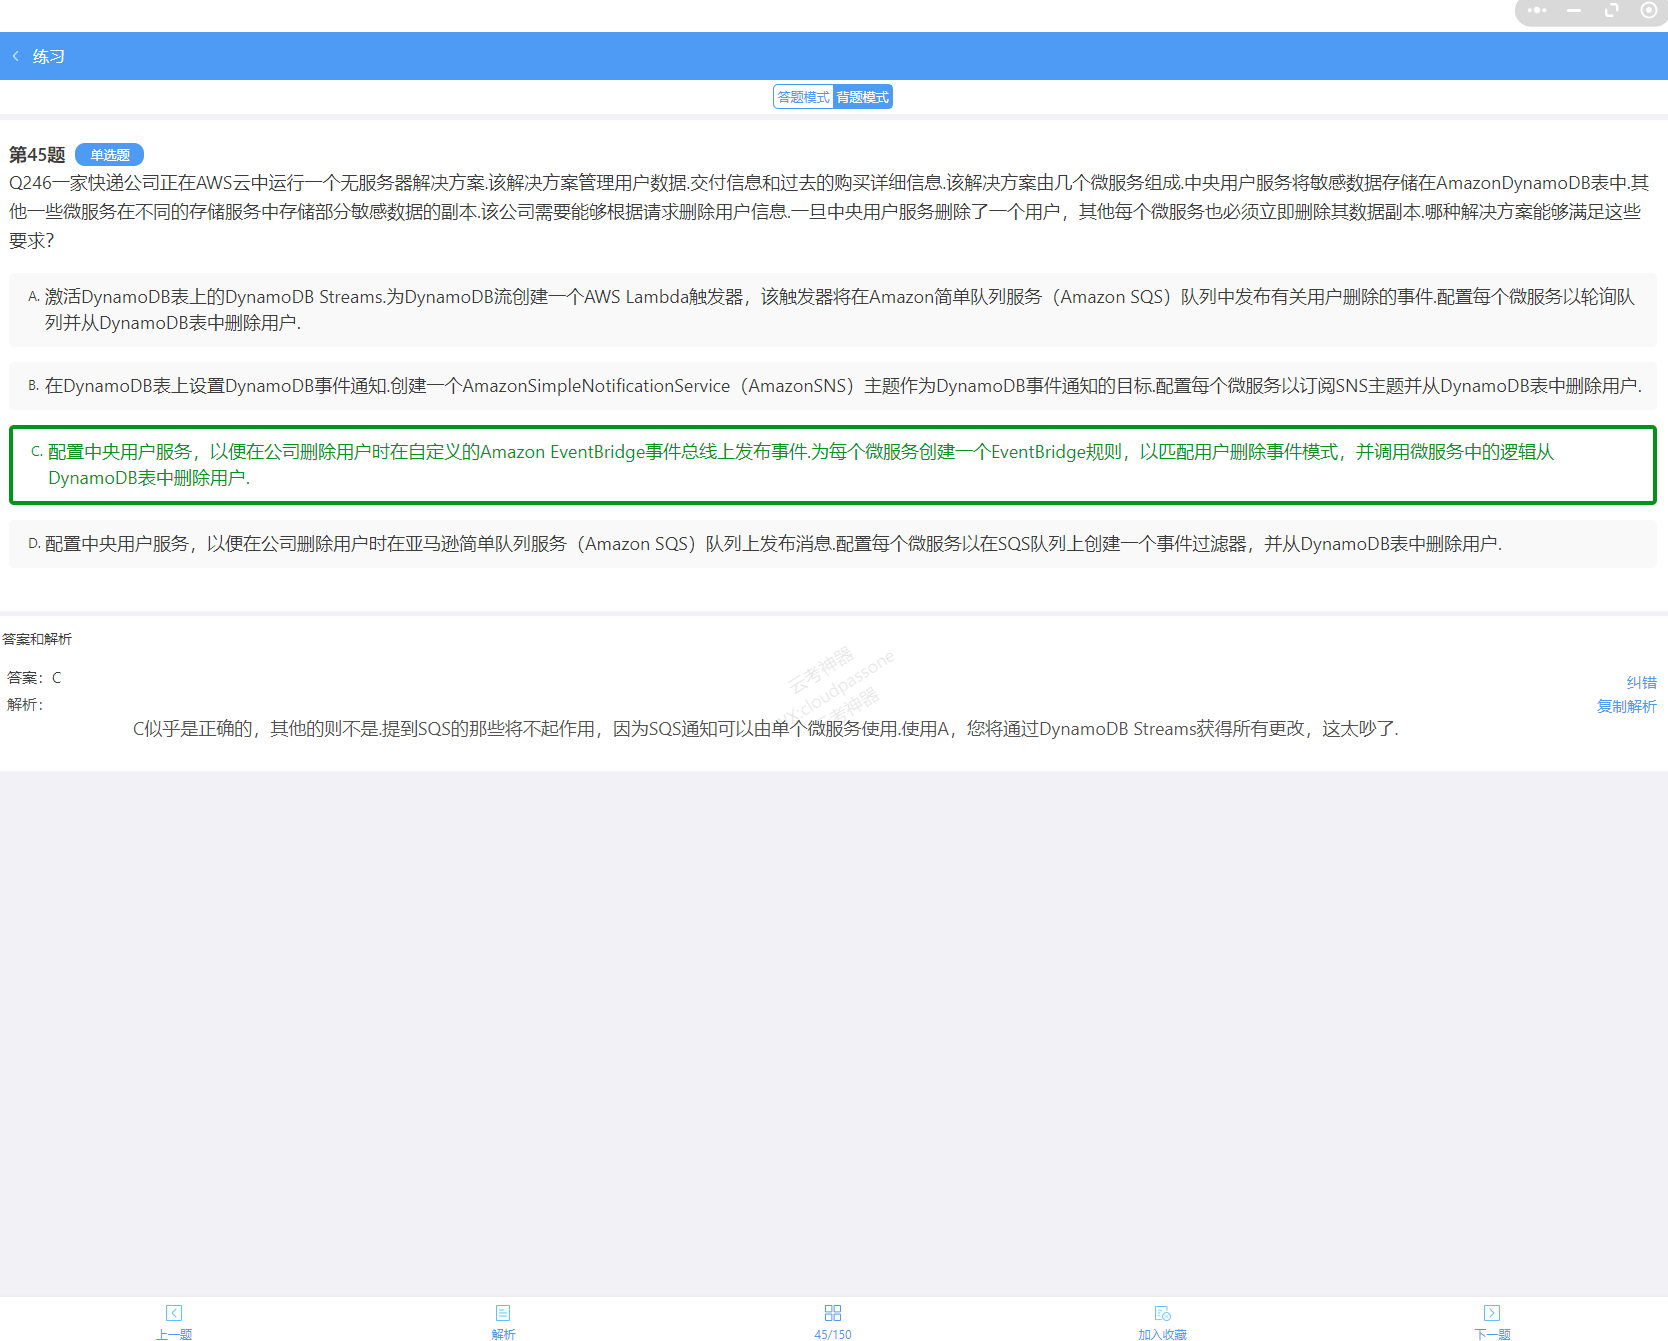 练习
答题模式 背题模式
第45题 单选题
Q246一家快递公司正在AWS云中运行一个无服务器解决方案.该解决方案管理用户数据.交付信息和过去的购买详细信息.该解决方案由几个微服务组成.中央用户服务将敏感数据存储在AmazonDynamoDB表中.其
他一些微服务在不同的存储服务中存储部分敏感数据的副本.该公司需要能够根据请求删除用户信息.一旦中央用户服务删除了一个用户，其他每个微服务也必须立即删除其数据副本.哪种解决方案能够满足这些
要求?
A. 激活DynamoDB表上的DynamoDB Streams.为DynamoDB流创建一个AWS Lambda触发器，该触发器将在Amazon简单队列服务（Amazon SQS）队列中发布有关用户删除的事件.配置每个微服务以轮询队
列并从DynamoDB表中删除用户.
B. 在DynamoDB表上设置DynamoDB事件通知.创建一个AmazonSimpleNotificationService（AmazonSNS）主题作为DynamoDB事件通知的目标.配置每个微服务以订阅SNS主题并从DynamoDB表中删除用户.
C. 配置中央用户服务，以便在公司删除用户时在自定义的Amazon EventBridge事件总线上发布事件.为每个微服务创建一个EventBridge规则，以匹配用户删除事件模式，并调用微服务中的逻辑从
DynamoDB表中删除用户.
D. 配置中央用户服务，以便在公司删除用户时在亚马逊简单队列服务（Amazon SQS）队列上发布消息.配置每个微服务以在SQS队列上创建一个事件过滤器，并从DynamoDB表中删除用户.
答案和解析
云考神器
VX:cloudpassone
云考神器
答案：C
纠错
解析：
复制解析
C似乎是正确的，其他的则不是.提到SQS的那些将不起作用，因为SQS通知可以由单个微服务使用.使用A，您将通过DynamoDB Streams获得所有更改，这太吵了.
上一题 解析 45/150 加入收藏 下一题